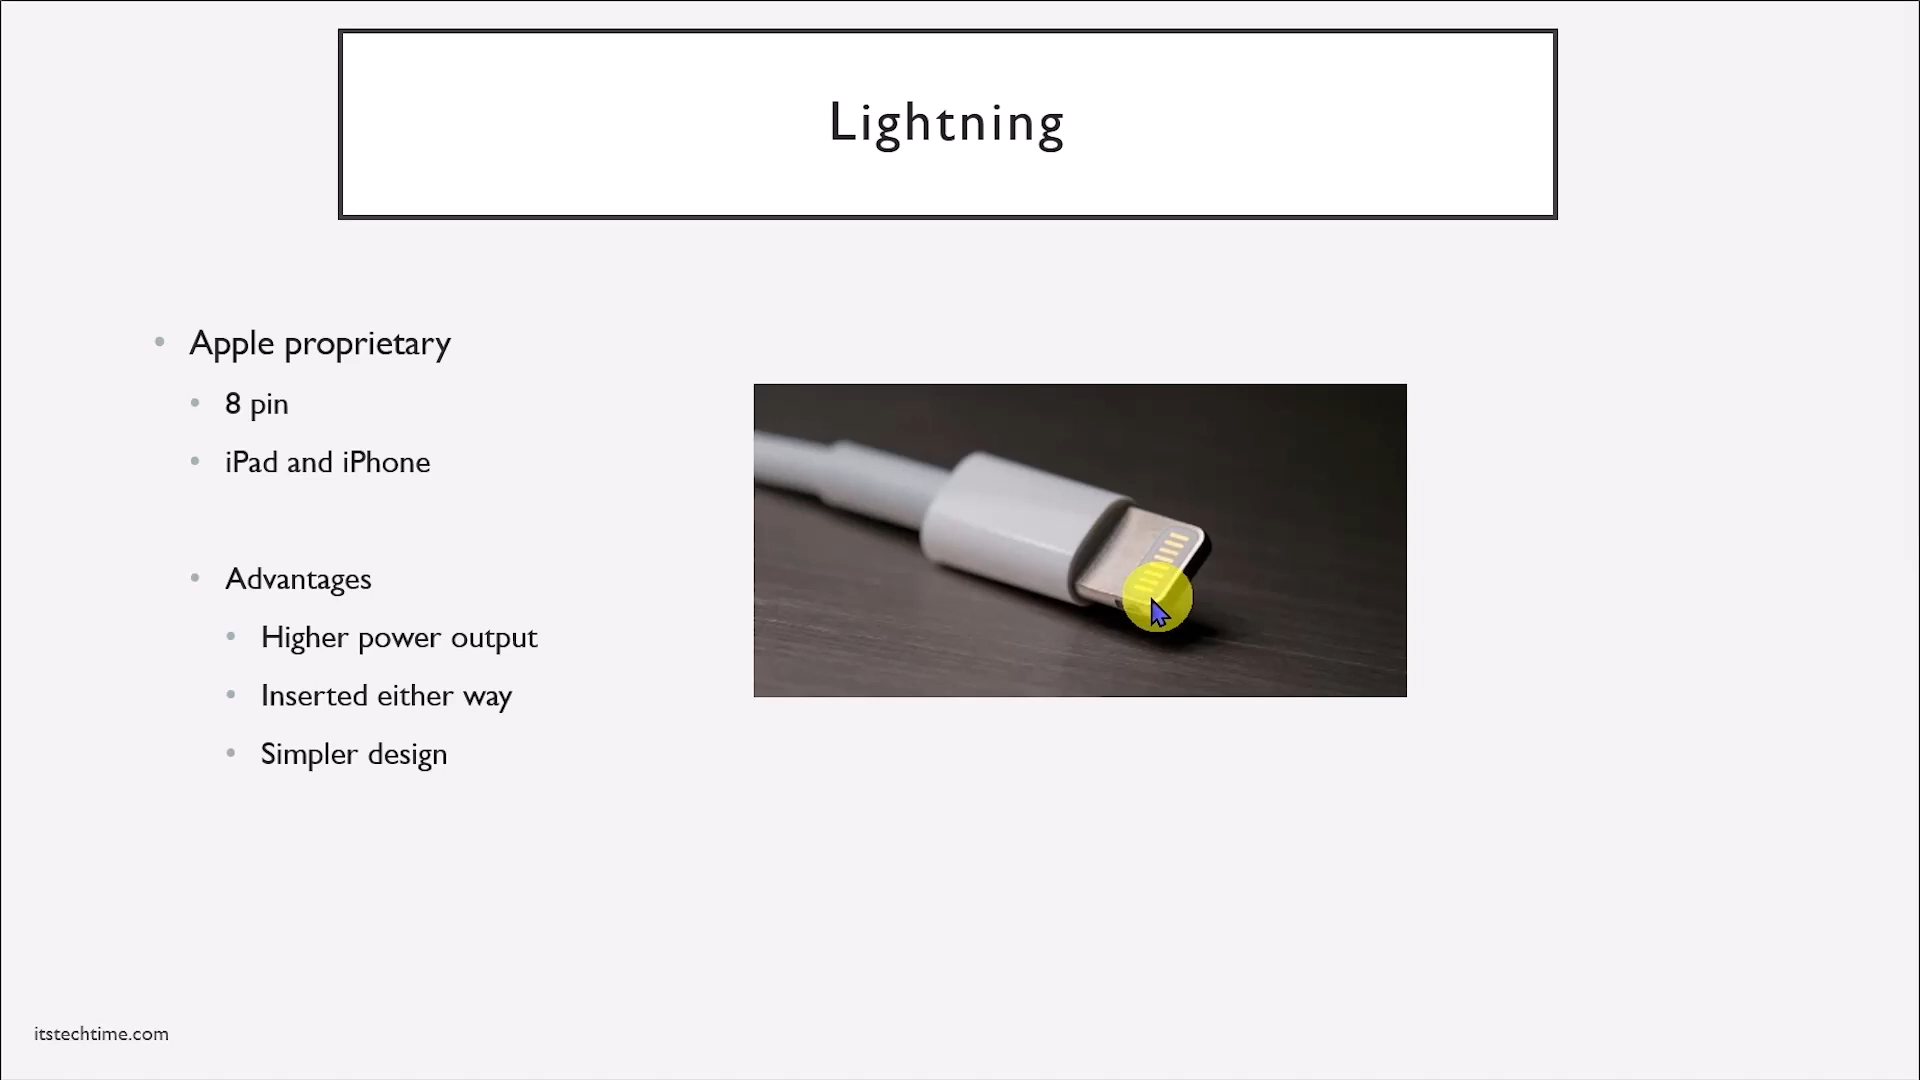 Lightning
Apple proprietary
8 pin
iPad and iPhone
Advantages
Higher power output
Inserted either way
Simpler design
itstechtime.com